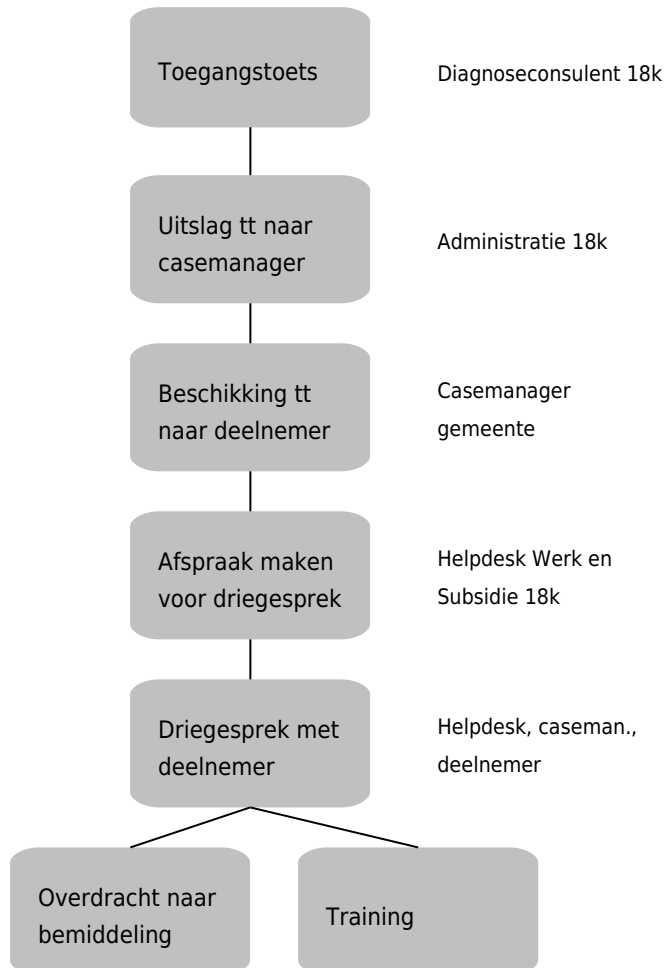 Toegangstoets
Diagnoseconsulent 18k
Uitslag tt naar
casemanager
Administratie 18k
Beschikking tt
naar deelnemer
Casemanager
gemeente
Afspraak maken
voor driegesprek
Helpdesk Werk en
Subsidie 18k
Driegesprek met
deelnemer
Helpdesk, caseman.,
deelnemer
Overdracht naar
bemiddeling
Training